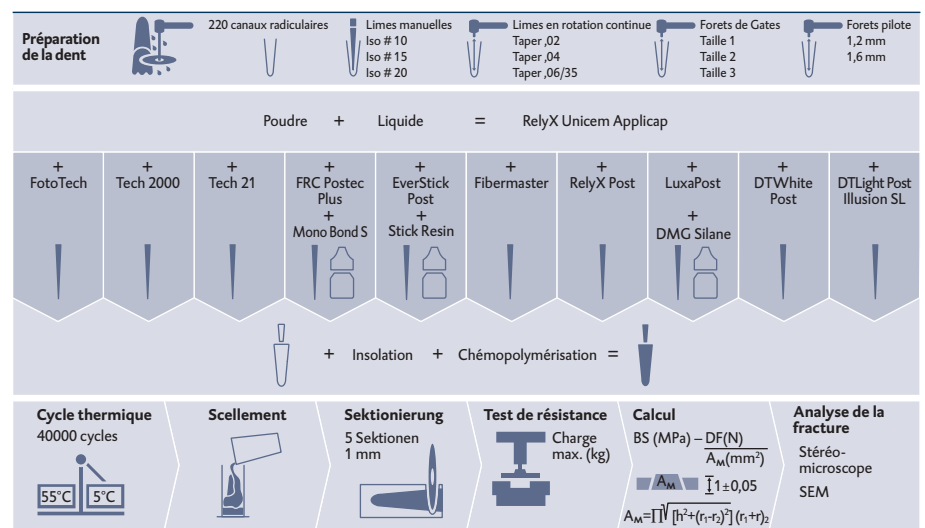 Préparation
de la dent
220 canaux radiculaires
Limes manuelles
Iso # 10
Iso # 15
Iso # 20
Limes en rotation continue
Taper ,02
Taper ,04
Taper ,06/35
Forets de Gates
Taille 1
Taille 2
Taille 3
Forets pilote
1,2 mm
1,6 mm
Poudre + Liquide = RelyX Unicem Applicap
+
FotoTech
+
Tech 2000
+
Tech 21
+
FRC Postec
Plus
+
Mono Bond S
+
EverStick
Post
+
Stick Resin
+
Fibermaster
+
RelyX Post
+
LuxaPost
+
DMG Silane
+
DTWhite
Post
+
DTLight Post
Illusion SL
+ Insolation + Chémopolymérisation =
Cycle thermique
40000 cycles
55°C 5°C
Scellement
Sektionierung
5 Sektionen
1 mm
Test de résistance
Charge
max. (kg)
Calcul
BS (MPa) – DF(N)
AM(mm²)
AM 1±0,05
AM=∏√[h²+(r₁-r₂)²] (r₁+r)₂
Analyse de la
fracture
Stéréo-
microscope
SEM